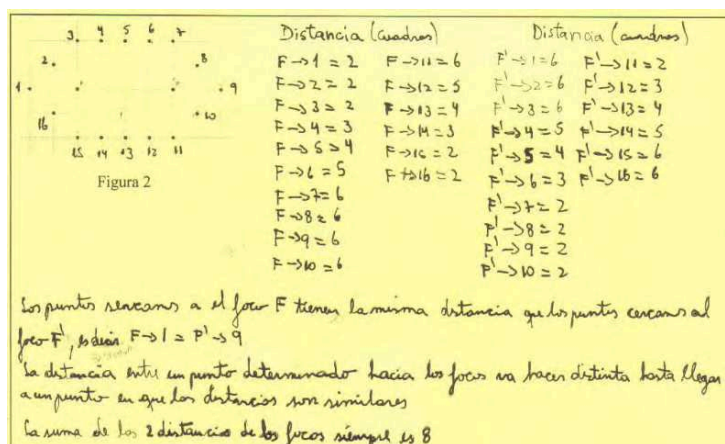 3 4 5 6 7
2 8
1 9
16 10
15 14 13 12 11
Figura 2
Distancia (cuadros)
F→1=2 F→11=6
F→2=2 F→12=5
F→3=2 F→13=4
F→4=3 F→14=3
F→5=4 F→15=2
F→6=5 F→16=2
F→7=6
F→8=6
F→9=6
F→10=6
Distancia (cuadros)
F'→1=6 F'→11=2
F'→2=6 F'→12=3
F'→3=6 F'→13=4
F'→4=5 F'→14=5
F'→5=4 F'→15=6
F'→6=3 F'→16=6
F'→7=2
F'→8=2
F'→9=2
F'→10=2
Los puntos sercanos a el foco F tienen la misma distancia que los puntos cercanos al
foco F', es decir F→1 = F'→9
La distancia entre un punto determinado hacia los focos va hacer distinta hasta llegar
a un punto en que las distancias son similares
La suma de las 2 distancias de los focos siempre es 8